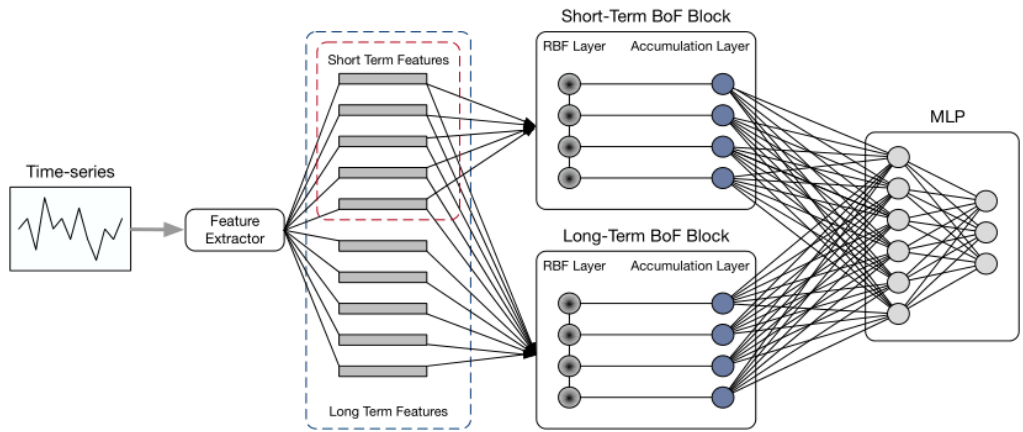 Time-series
Feature
Extractor
Short Term Features
Long Term Features
Short-Term BoF Block
RBF Layer
Accumulation Layer
Long-Term BoF Block
RBF Layer
Accumulation Layer
MLP